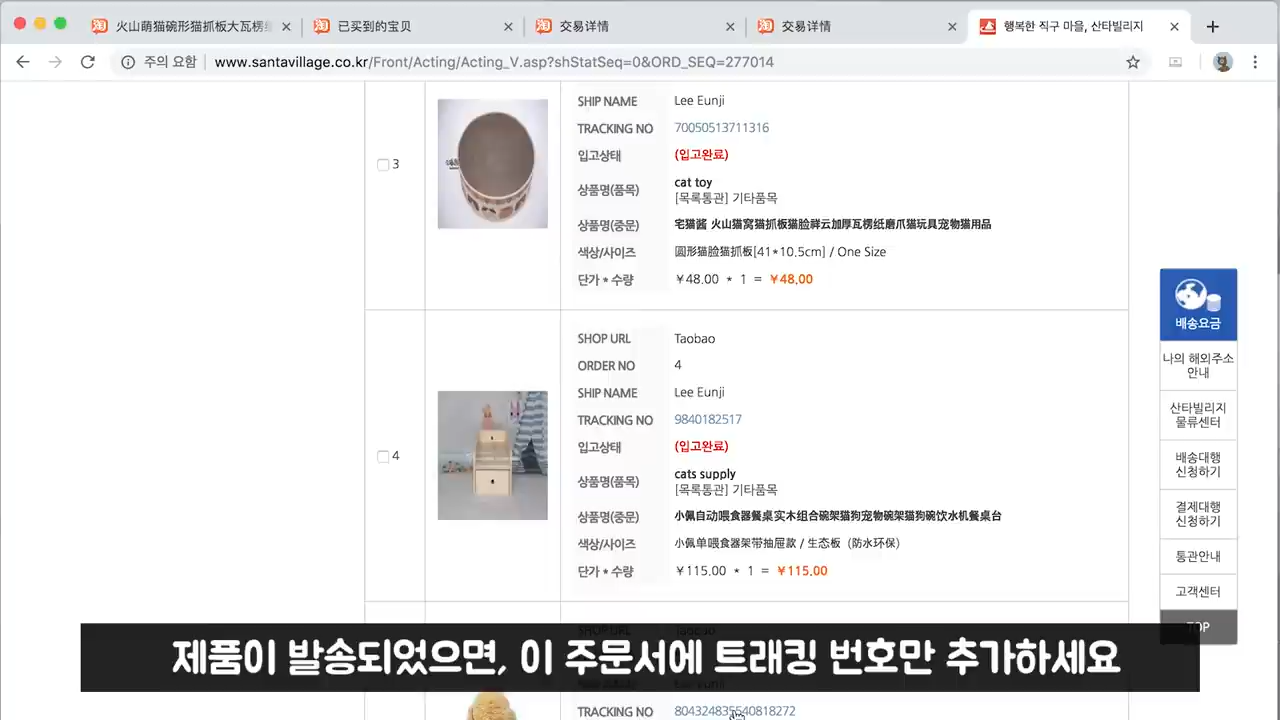 火山萌猫碗形猫抓板大瓦楞纸
已买到的宝贝
交易详情
交易详情
행복한 직구 마을, 산타빌리지
주의 요함
www.santavillage.co.kr/Front/Acting/Acting_V.asp?shStatSeq=0&ORD_SEQ=277014
3
SHIP NAME Lee Eunji
TRACKING NO 70050513711316
입고상태 (입고완료)
상품명(품목) cat toy
[목록통관] 기타품목
상품명(중문) 宅猫酱 火山猫窝猫抓板猫脸祥云加厚瓦楞纸磨爪猫玩具宠物猫用品
색상/사이즈 圆形猫脸猫抓板[41*10.5cm] / One Size
단가 * 수량 ￥48.00 * 1 = ￥48.00
4
SHOP URL Taobao
ORDER NO 4
SHIP NAME Lee Eunji
TRACKING NO 9840182517
입고상태 (입고완료)
상품명(품목) cats supply
[목록통관] 기타품목
상품명(중문) 小佩自动喂食器餐桌实木组合碗架猫狗宠物碗架猫狗碗饮水机餐桌台
색상/사이즈 小佩单喂食器架带抽屉款 / 生态板（防水环保）
단가 * 수량 ￥115.00 * 1 = ￥115.00
SHOP URL Taobao
제품이 발송되었으면, 이 주문서에 트래킹 번호만 추가하세요
Lee Eunji
TRACKING NO 804324835540818272
배송요금
나의 해외주소
안내
산타빌리지
물류센터
배송대행
신청하기
결제대행
신청하기
통관안내
고객센터
TOP